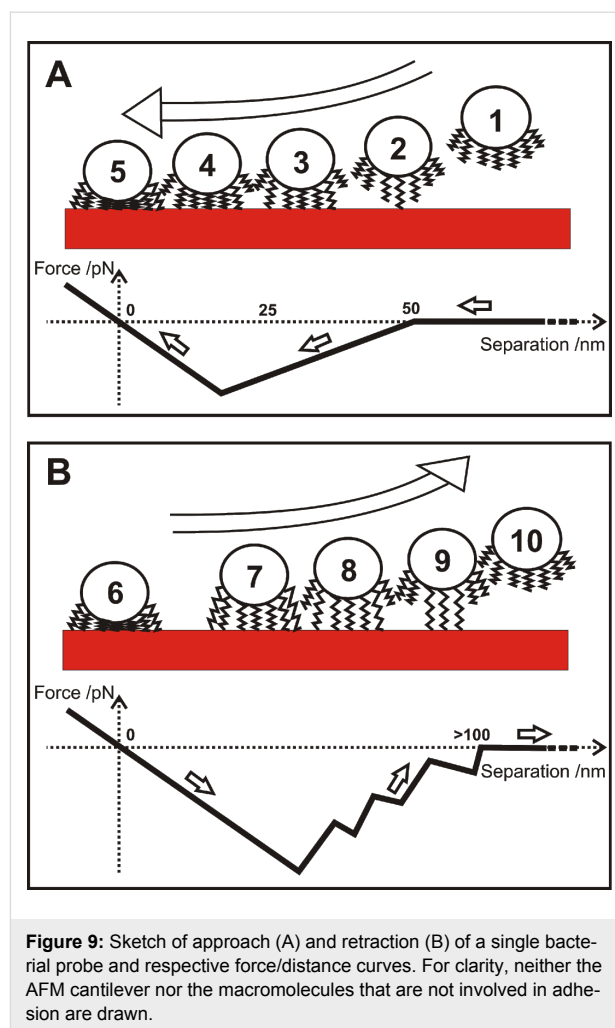 A
1
2
3
4
5
Force /pN
0
25
50
Separation /nm
B
6
7
8
9
10
Force /pN
0
>100
Separation /nm
Figure 9: Sketch of approach (A) and retraction (B) of a single bacte-
rial probe and respective force/distance curves. For clarity, neither the
AFM cantilever nor the macromolecules that are not involved in adhe-
sion are drawn.